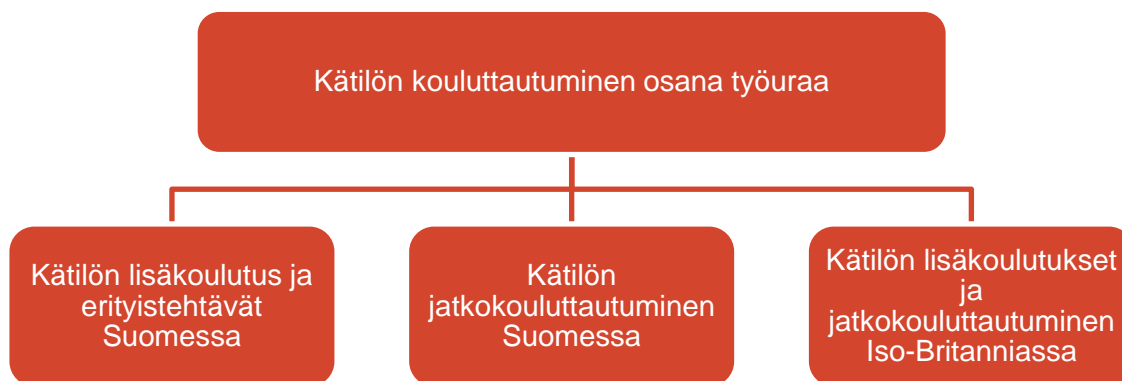 Kätilön kouluttautuminen osana työuraa
Kätilön lisäkoulutus ja
erityistehtävät
Suomessa
Kätilön
jatkokouluttautuminen
Suomessa
Kätilön lisäkoulutukset
ja
jatkokouluttautuminen
Iso-Britanniassa